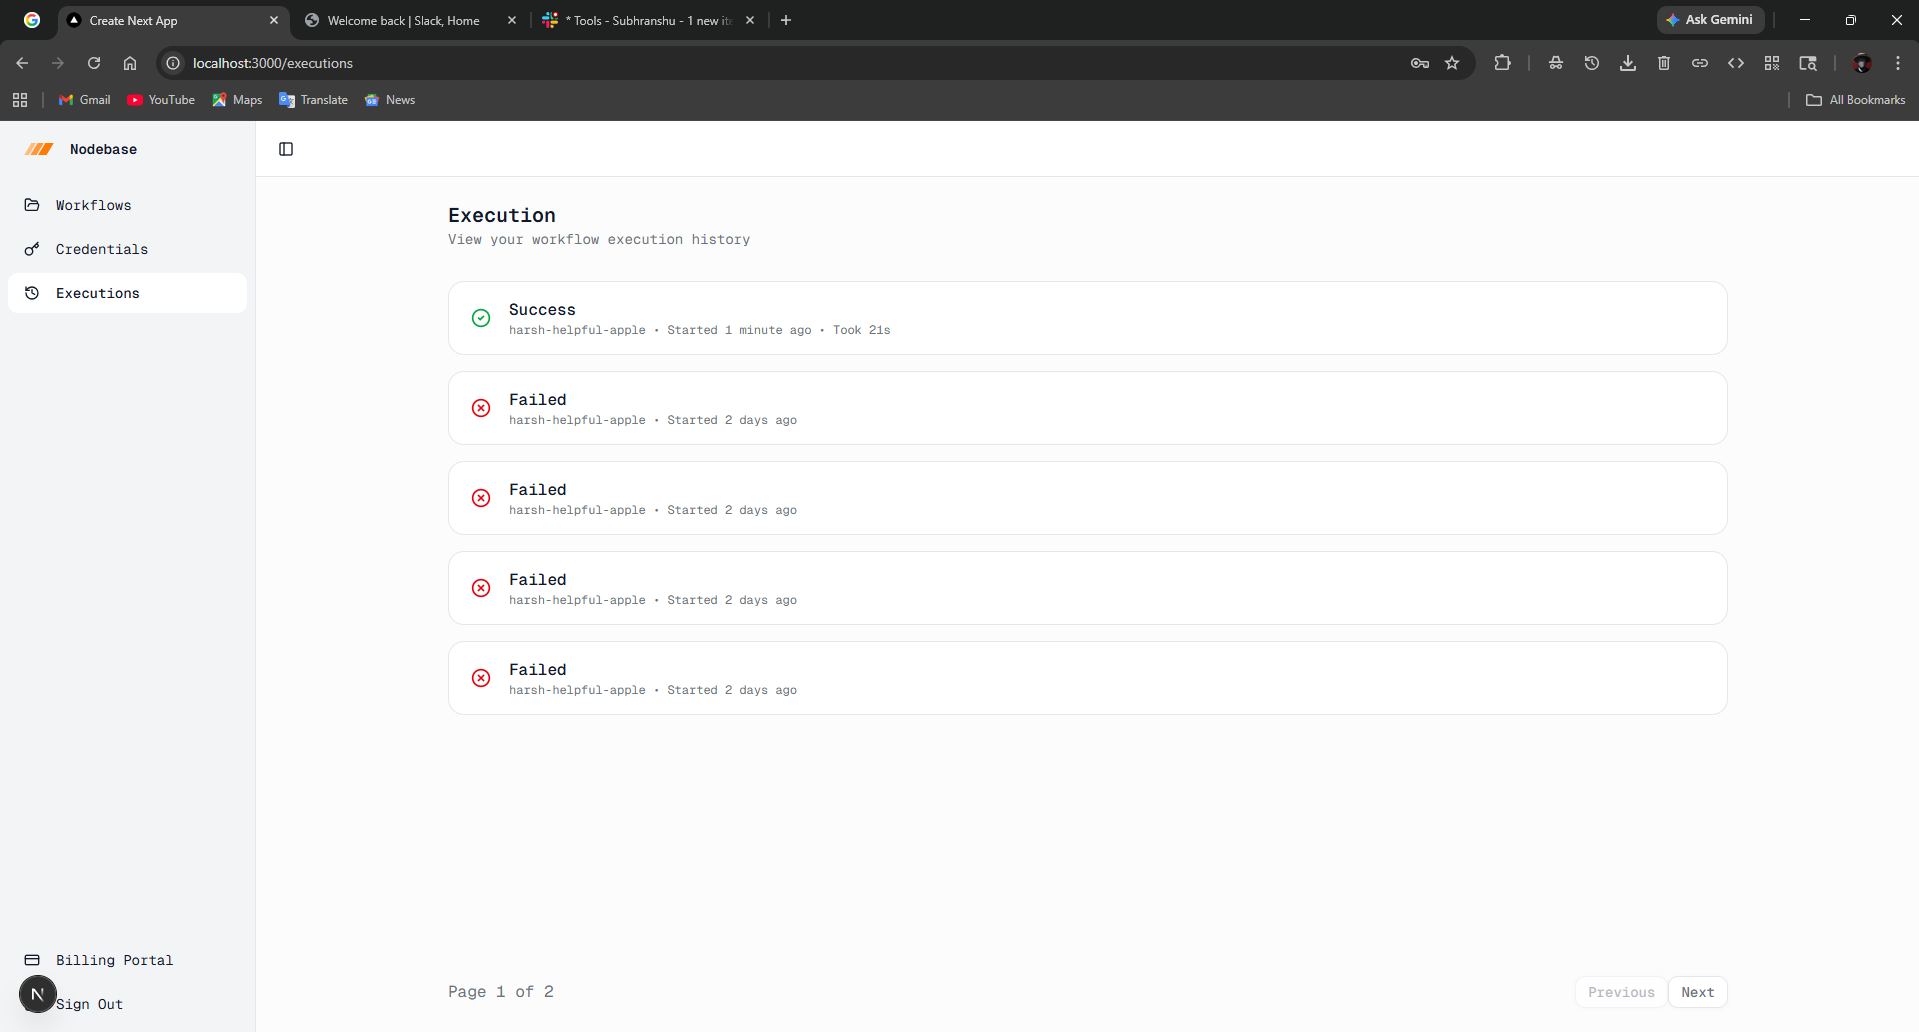 Create Next App
Welcome back | Slack, Home
* Tools - Subhranshu - 1 new ite
Ask Gemini
localhost:3000/executions
Gmail
YouTube
Maps
Translate
News
All Bookmarks
Nodebase
Workflows
Credentials
Executions
Execution
View your workflow execution history
Success
harsh-helpful-apple • Started 1 minute ago • Took 21s
Failed
harsh-helpful-apple • Started 2 days ago
Failed
harsh-helpful-apple • Started 2 days ago
Failed
harsh-helpful-apple • Started 2 days ago
Failed
harsh-helpful-apple • Started 2 days ago
Billing Portal
N
Sign Out
Page 1 of 2
Previous
Next